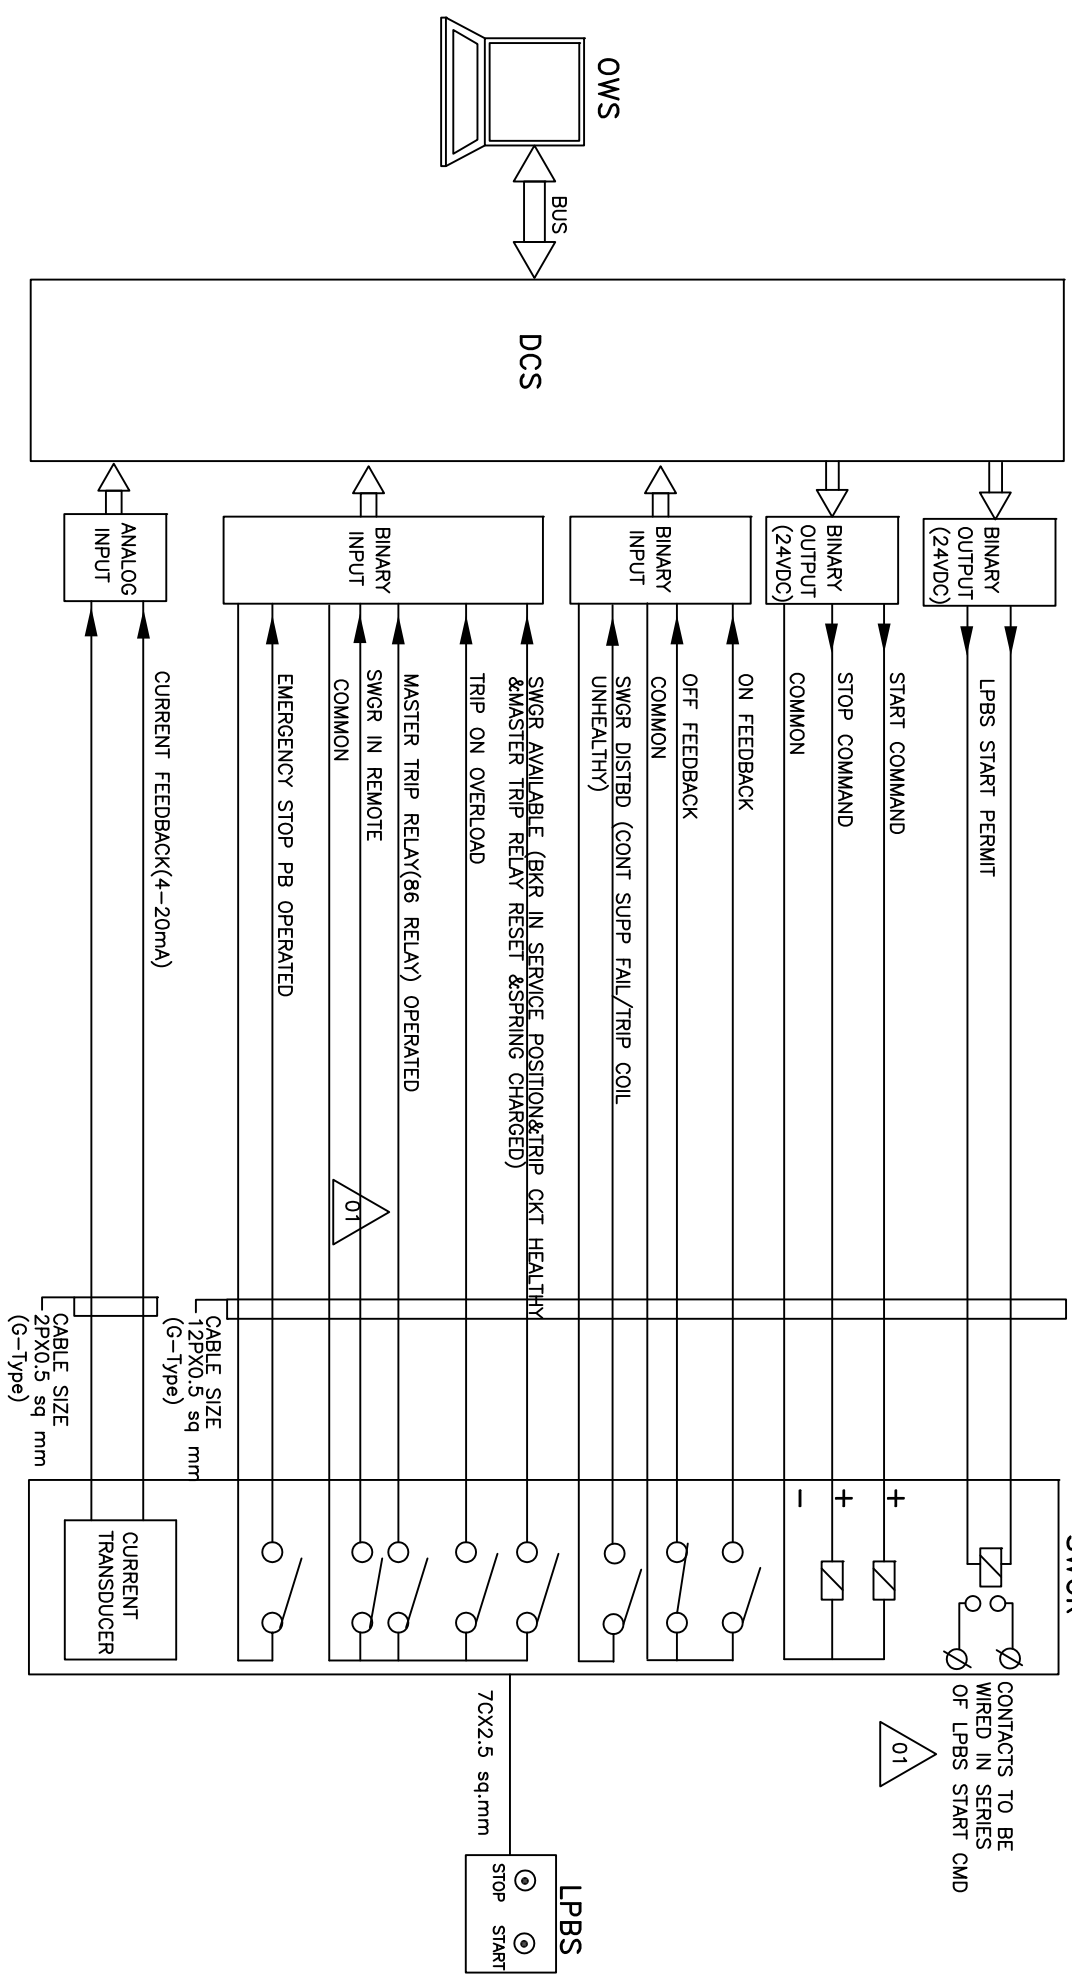 OWS
BUS
DCS
BINARY
OUTPUT
(24VDC)
LPBS START PERMIT
BINARY
OUTPUT
(24VDC)
START COMMAND
STOP COMMAND
COMMON
BINARY
INPUT
ON FEEDBACK
OFF FEEDBACK
COMMON
SWGR DISTBD (CONT SUPP FAIL/TRIP COIL
UNHEALTHY)
BINARY
INPUT
SWGR AVAILABLE (BKR IN SERVICE POSITION&TRIP CKT HEALTHY
&MASTER TRIP RELAY RESET &SPRING CHARGED)
TRIP ON OVERLOAD
MASTER TRIP RELAY(86 RELAY) OPERATED
SWGR IN REMOTE
COMMON
EMERGENCY STOP PB OPERATED
ANALOG
INPUT
CURRENT FEEDBACK(4-20mA)
01
CABLE SIZE
12PX0.5 sq mm
(G-Type)
CABLE SIZE
2PX0.5 sq mm
(G-Type)
+
+
-
CURRENT
TRANSDUCER
CONTACTS TO BE
WIRED IN SERIES
OF LPBS START CMD
01
7CX2.5 sq.mm
LPBS
STOP START